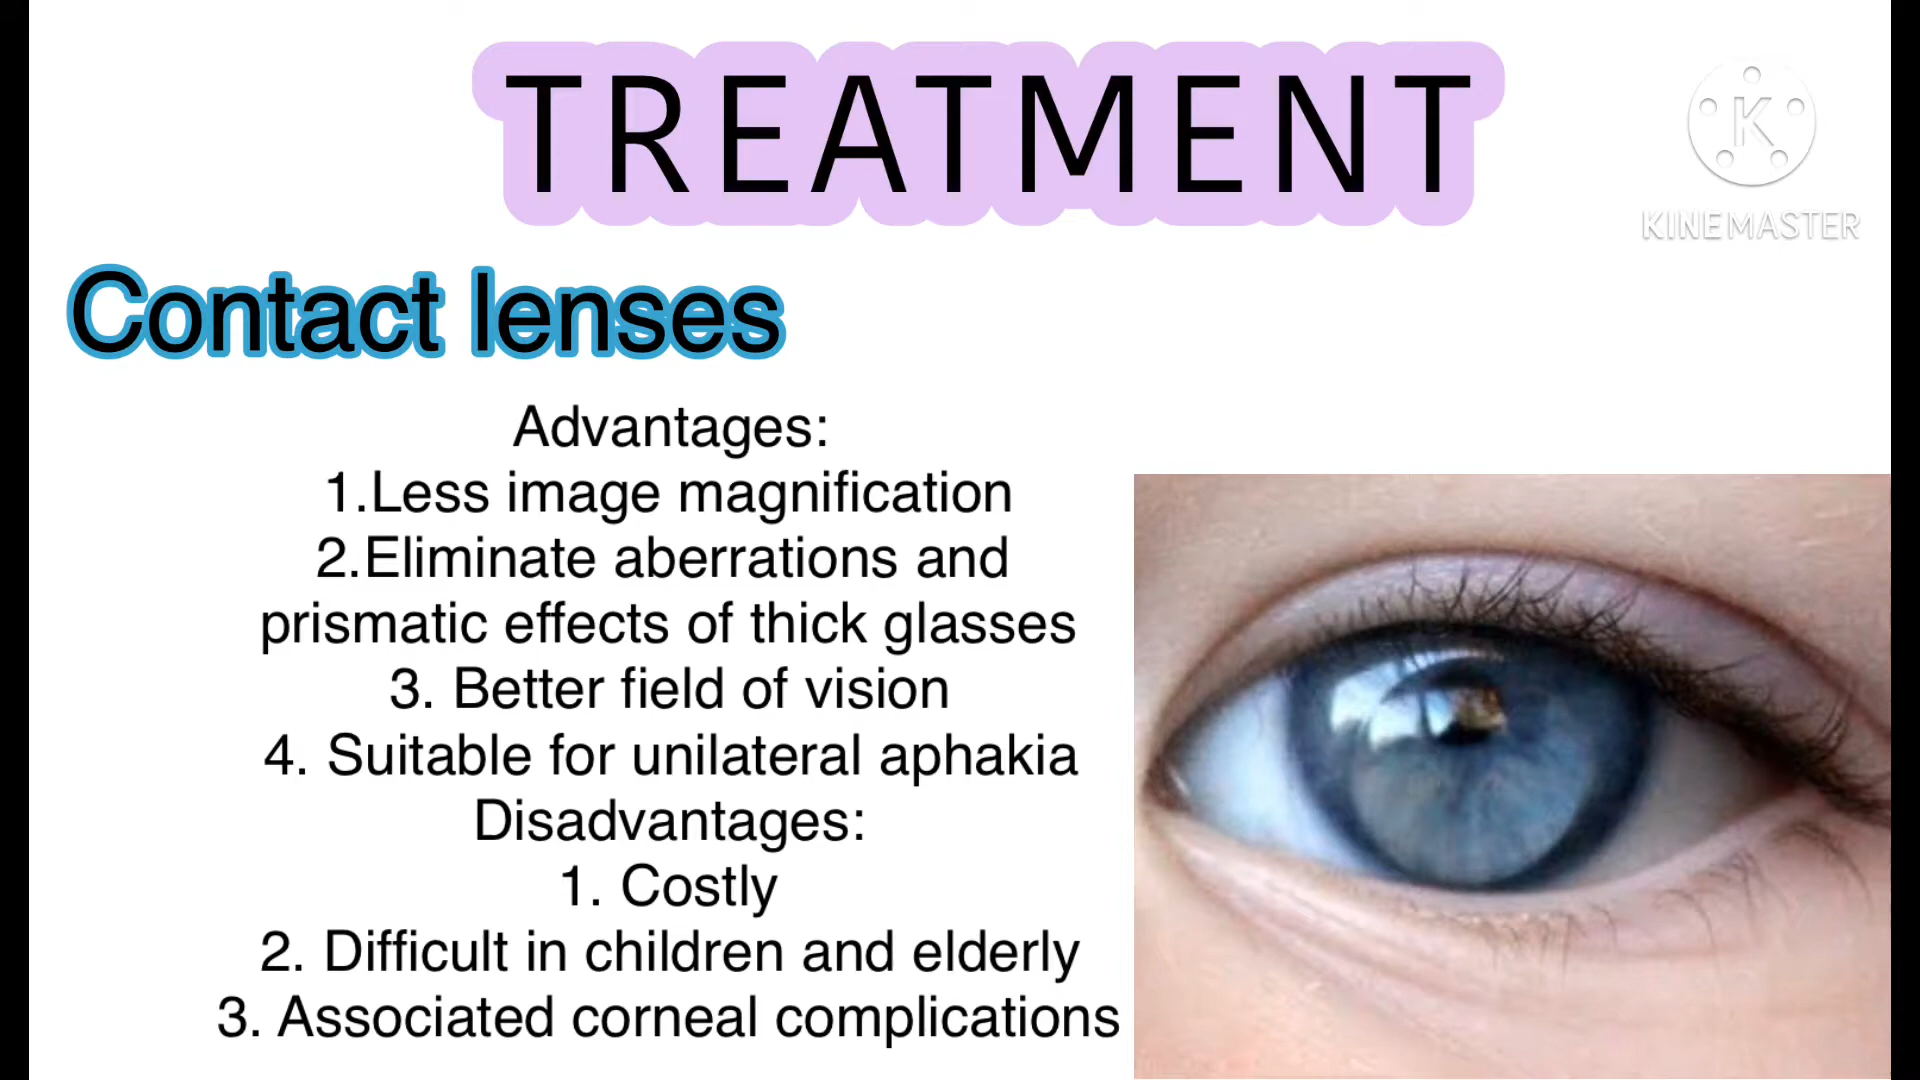 TREATMENT
K
KINEMASTER
Contact lenses
Advantages:
1.Less image magnification
2.Eliminate aberrations and
prismatic effects of thick glasses
3. Better field of vision
4. Suitable for unilateral aphakia
Disadvantages:
1. Costly
2. Difficult in children and elderly
3. Associated corneal complications